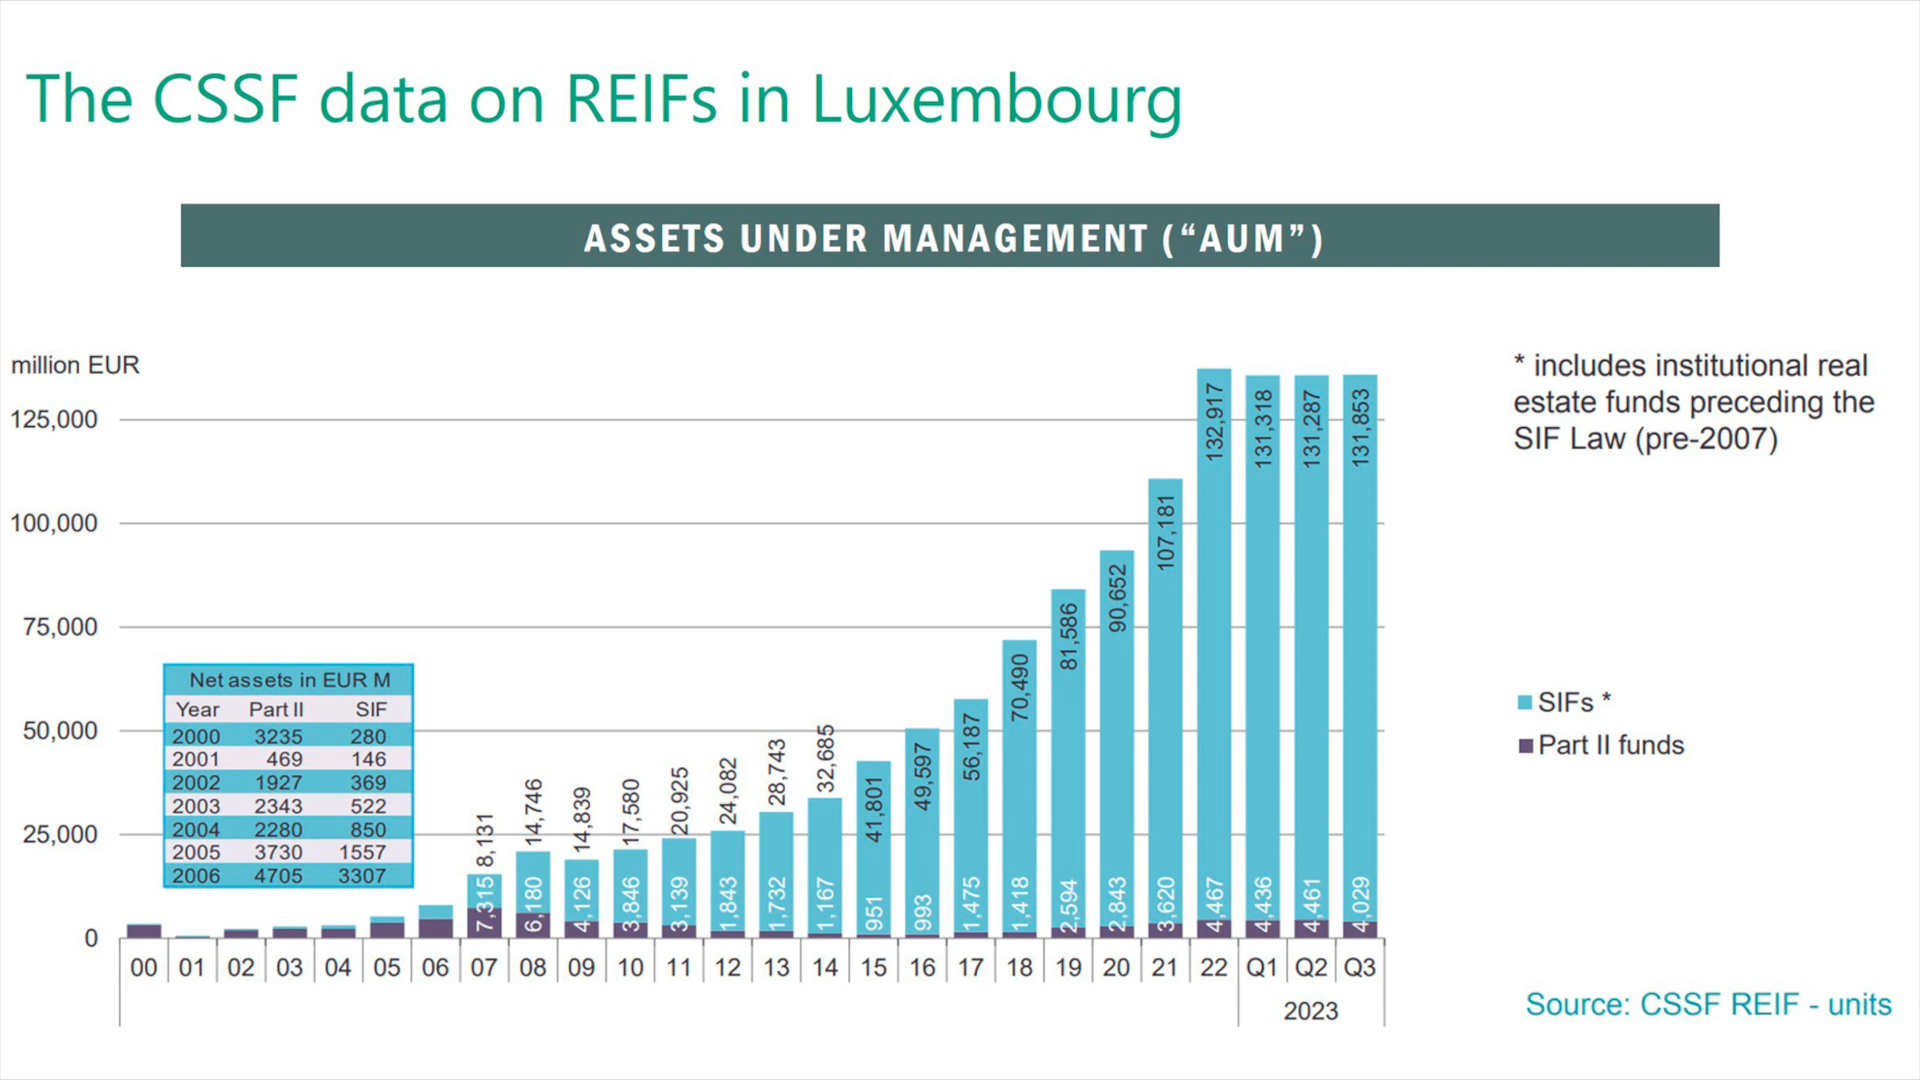 The CSSF data on REIFs in Luxembourg
ASSETS UNDER MANAGEMENT (“AUM”)
million EUR
125,000
100,000
75,000
50,000
25,000
0
Net assets in EUR M
Year Part II SIF
2000 3235 280
2001 469 146
2002 1927 369
2003 2343 522
2004 2280 850
2005 3730 1557
2006 4705 3307
8,131
14,746
14,839
17,580
20,925
24,082
28,743
32,685
41,801
49,597
56,187
70,490
81,586
90,652
107,181
132,917
131,318
131,287
131,853
7,315
6,180
4,126
3,846
3,139
1,843
1,732
1,167
951
993
1,475
1,418
2,594
2,843
3,620
4,467
4,436
4,461
4,029
00 01 02 03 04 05 06 07 08 09 10 11 12 13 14 15 16 17 18 19 20 21 22 Q1 Q2 Q3
2023
* includes institutional real
estate funds preceding the
SIF Law (pre-2007)
SIFs *
Part II funds
Source: CSSF REIF - units